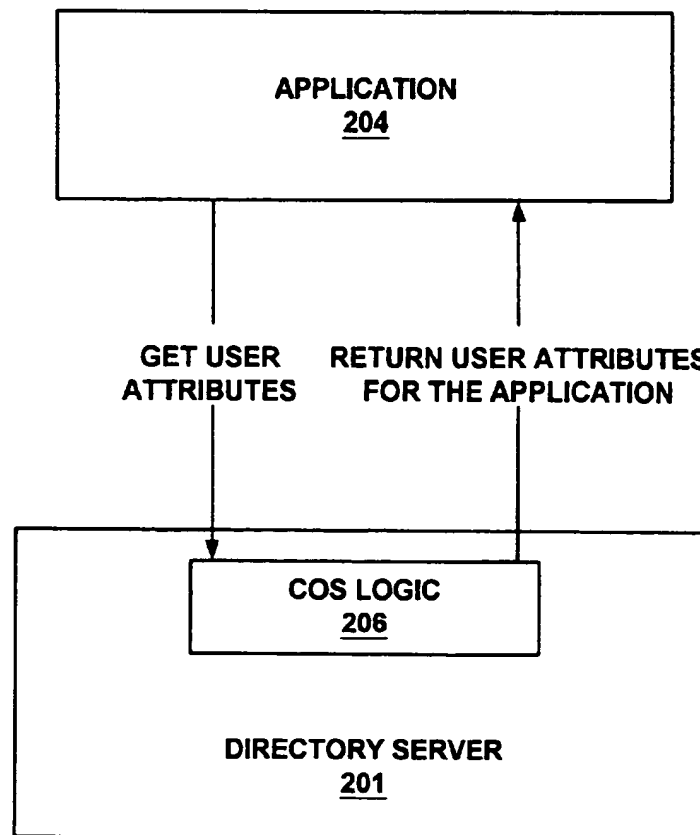 APPLICATION
204
GET USER
ATTRIBUTES
RETURN USER ATTRIBUTES
FOR THE APPLICATION
COS LOGIC
206
DIRECTORY SERVER
201